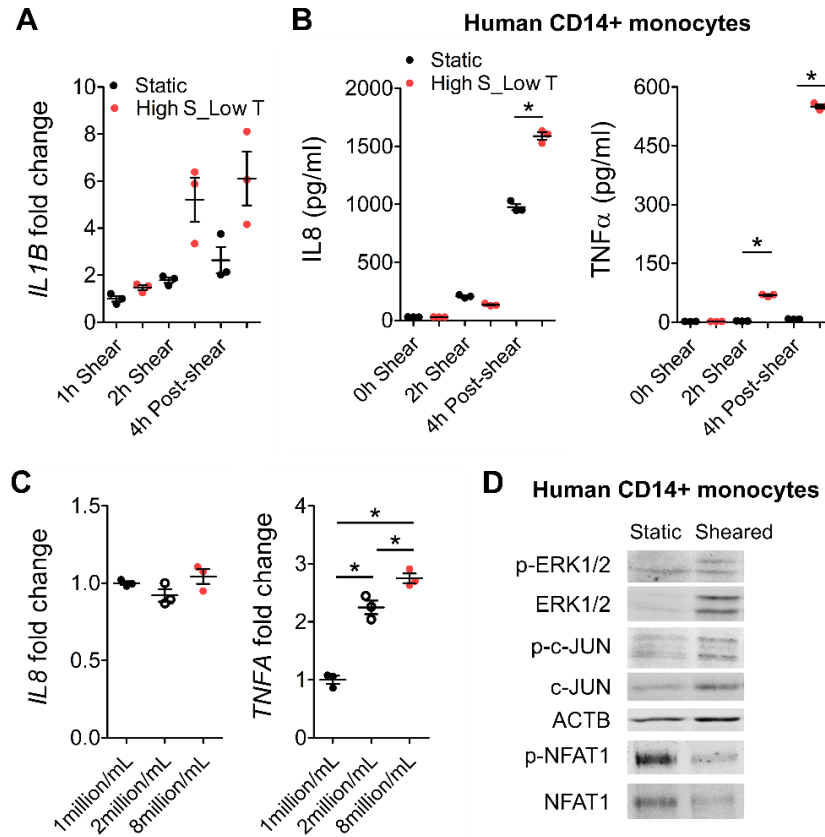 A
Static
High S_Low T
IL1B fold change
10
8
6
4
2
0
1h Shear
2h Shear
4h Post-shear
B
Human CD14+ monocytes
Static
High S_Low T
IL8 (pg/ml)
2000
1500
1000
500
0
*
0h Shear
2h Shear
4h Post-shear
TNFα (pg/ml)
600
450
300
150
0
*
*
0h Shear
2h Shear
4h Post-shear
C
IL8 fold change
1.5
1.0
0.5
0.0
1million/mL
2million/mL
8million/mL
TNFA fold change
4
3
2
1
0
*
*
*
1million/mL
2million/mL
8million/mL
D
Human CD14+ monocytes
Static Sheared
p-ERK1/2
ERK1/2
p-c-JUN
c-JUN
ACTB
p-NFAT1
NFAT1